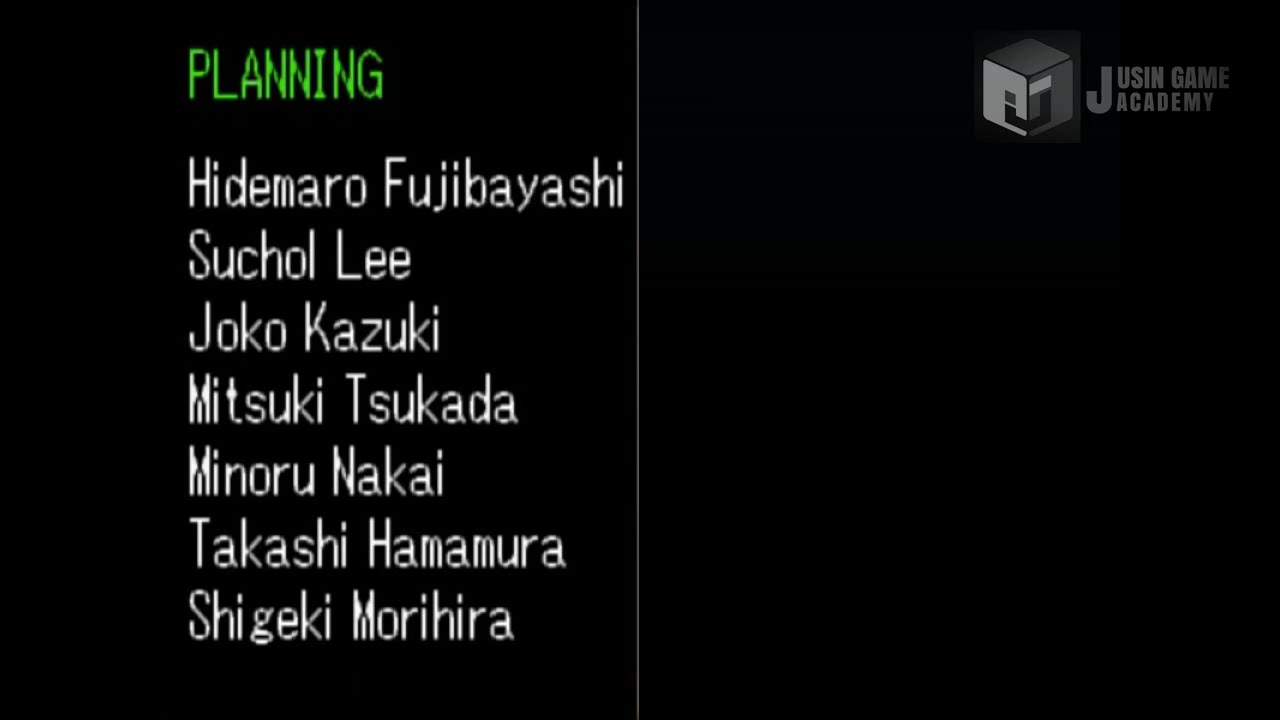 PLANNING
Hidemaro Fujibayashi
Suchol Lee
Joko Kazuki
Mitsuki Tsukada
Minoru Nakai
Takashi Hamamura
Shigeki Morihira
JUSIN GAME
ACADEMY